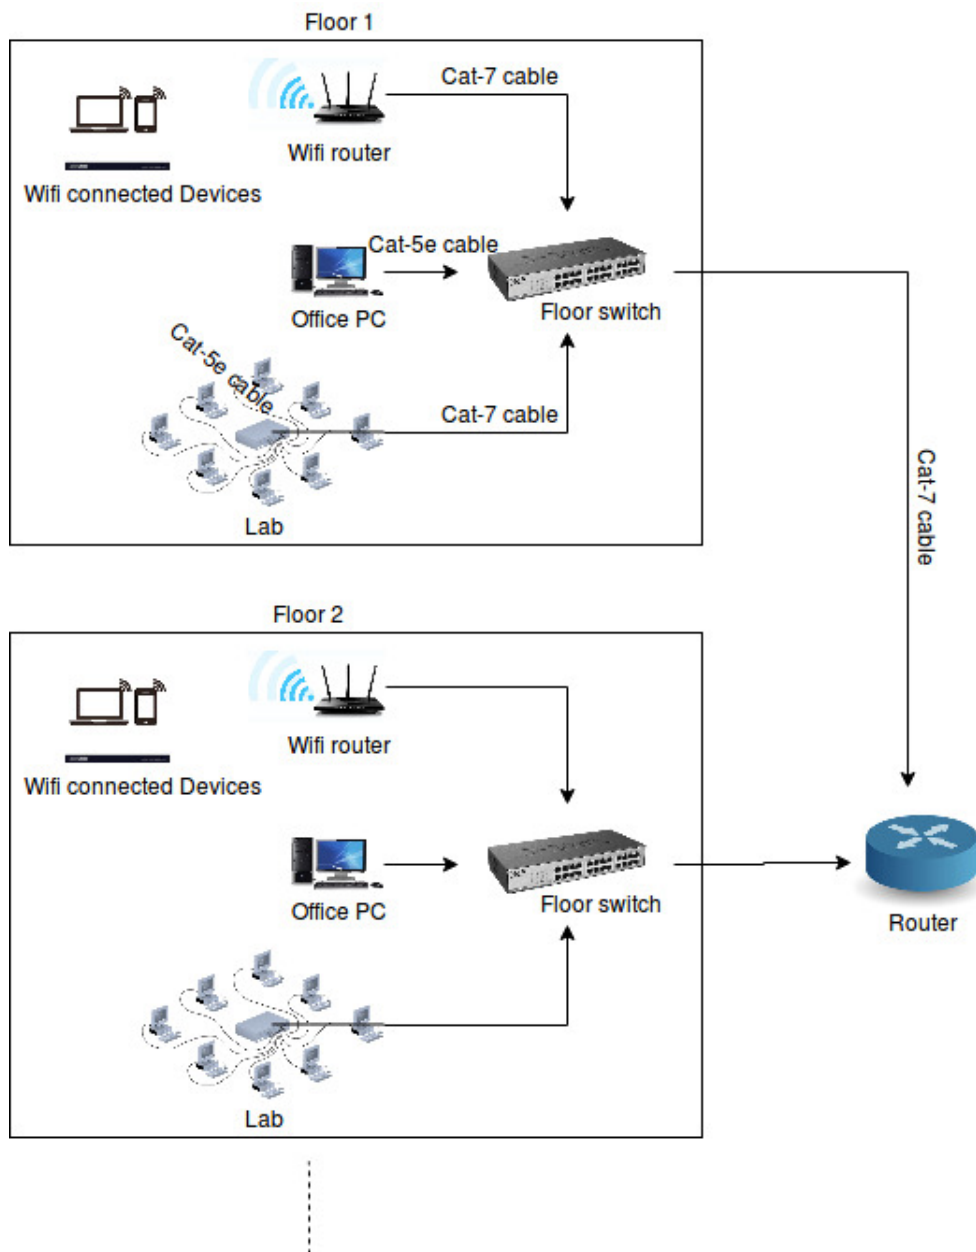 Floor 1
Cat-7 cable
Wifi router
Wifi connected Devices
Cat-5e cable
Office PC
Floor switch
Cat-5e cable
Cat-7 cable
Lab
Cat-7 cable
Floor 2
Wifi router
Wifi connected Devices
Office PC
Floor switch
Router
Lab